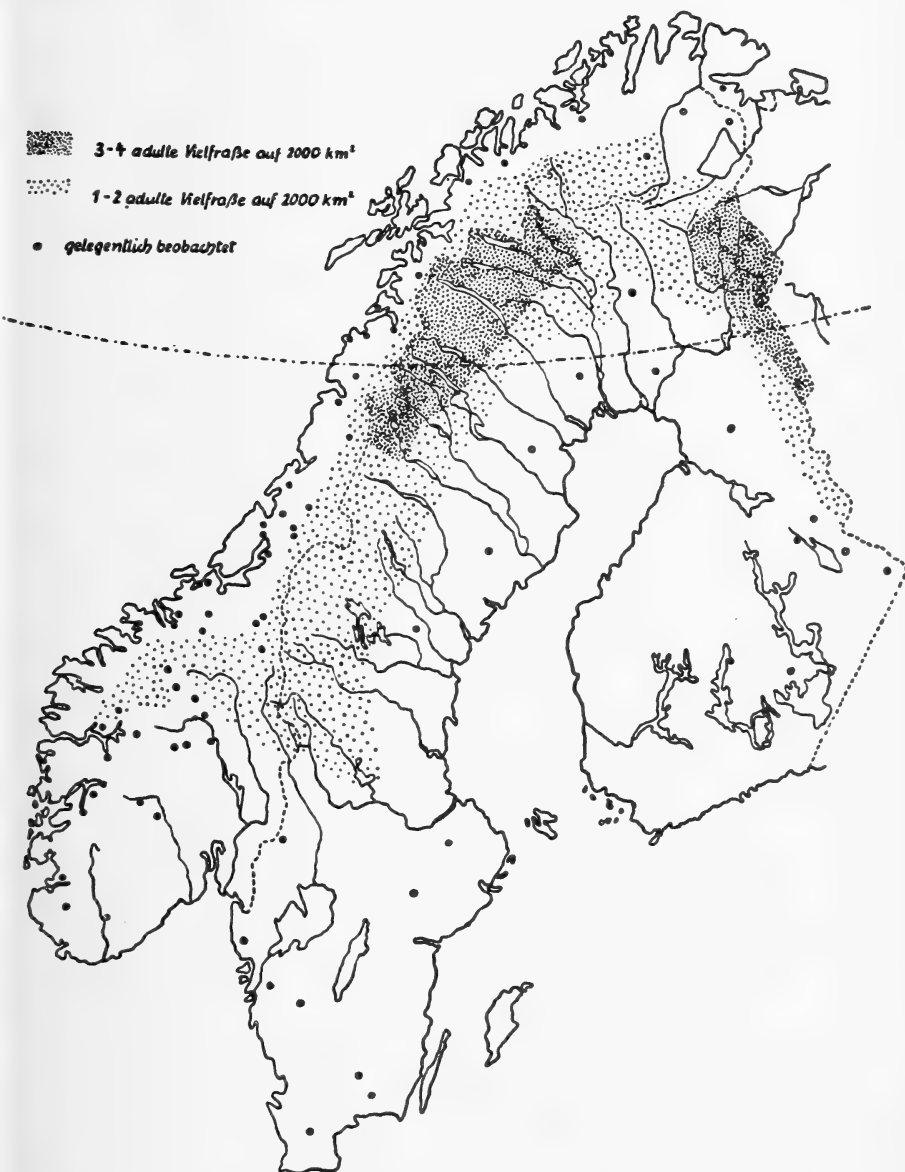 3-4 adulte Vielfraße auf 2000 km²
1-2 adulte Vielfraße auf 2000 km²
gelegentlich beobachtet